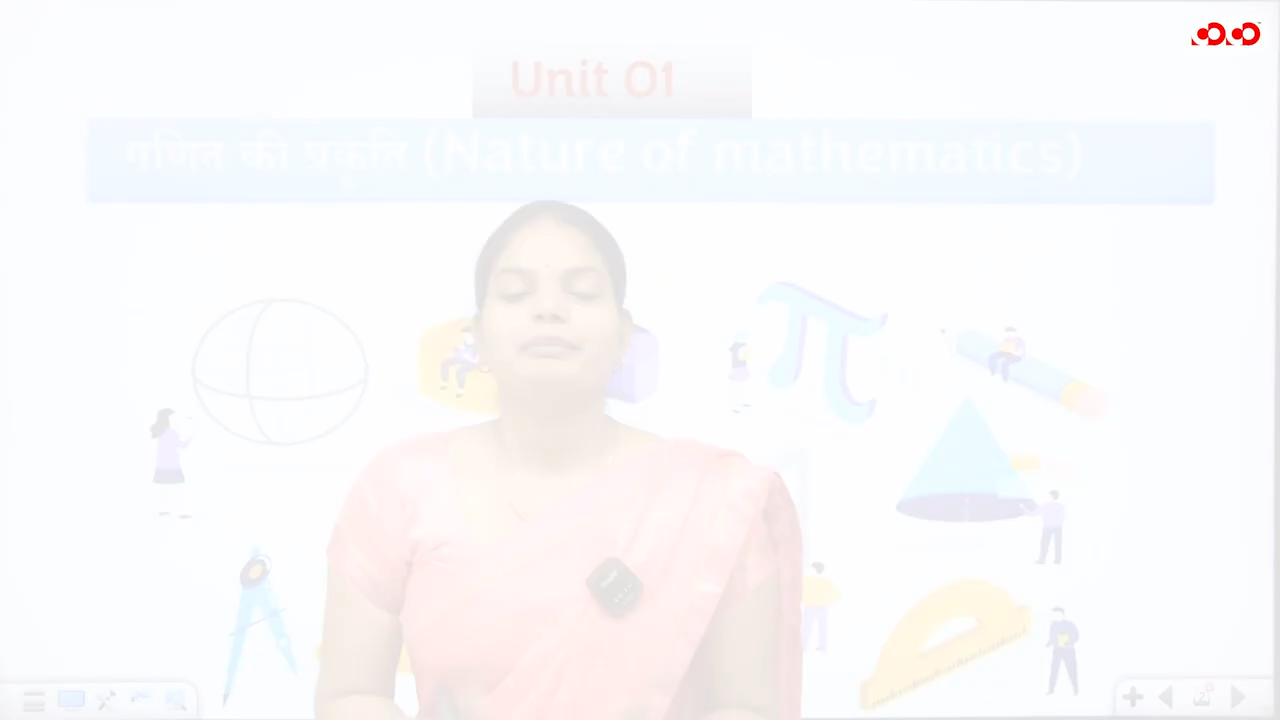 Unit 01
गणित की प्रकृति (Nature of mathematics)